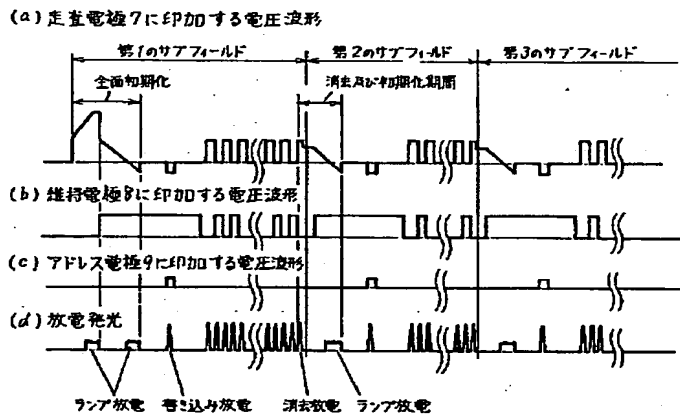 (a) 走査電極7に印加する電圧波形
第1のサブフィールド
第2のサブフィールド
第3のサブフィールド
全面初期化
消去及び初期化期間
(b) 維持電極8に印加する電圧波形
(c) アドレス電極9に印加する電圧波形
(d) 放電発光
ランプ放電
書き込み放電
消去放電
ランプ放電